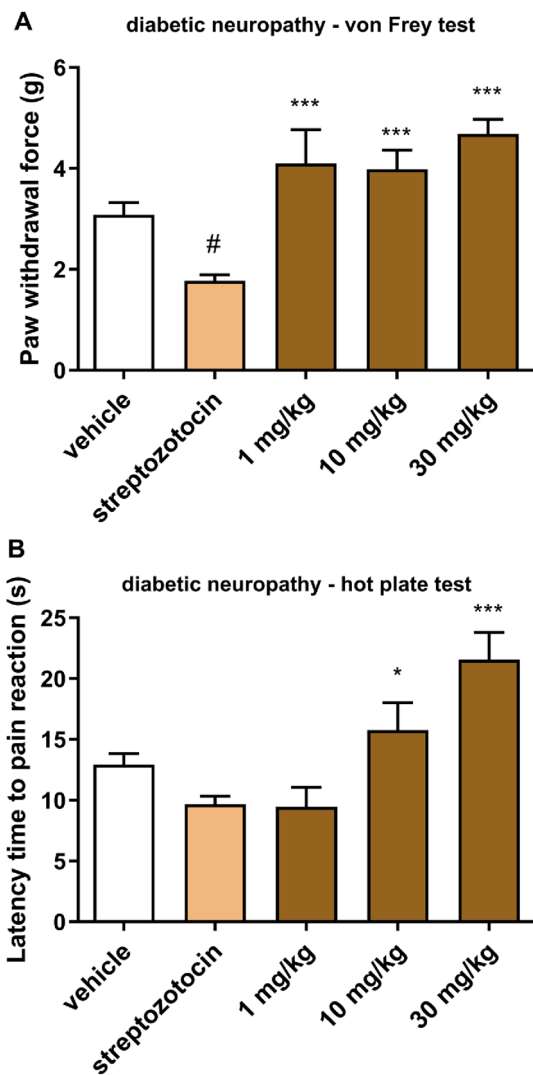 A
diabetic neuropathy - von Frey test
Paw withdrawal force (g)
6
4
2
0
#
***
***
***
vehicle
streptozotocin
1 mg/kg
10 mg/kg
30 mg/kg
B
diabetic neuropathy - hot plate test
Latency time to pain reaction (s)
25
20
15
10
5
0
*
***
vehicle
streptozotocin
1 mg/kg
10 mg/kg
30 mg/kg